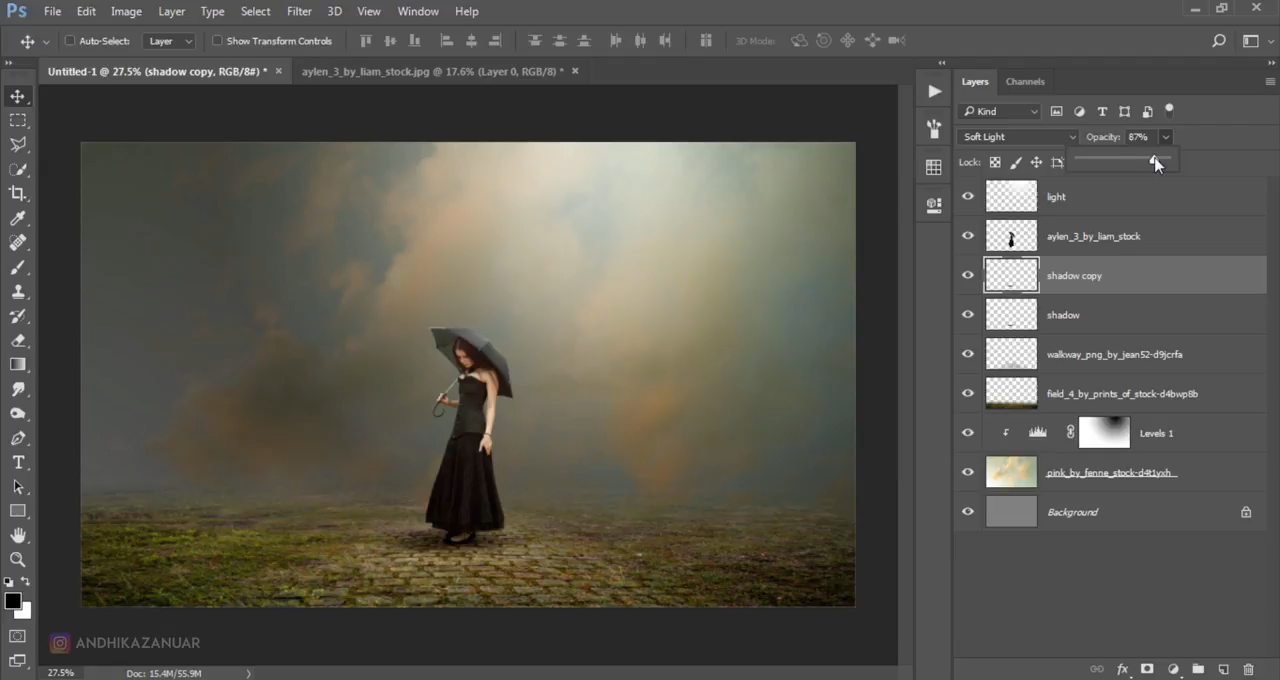 Ps File Edit Image Layer Type Select Filter 3D View Window Help
Auto-Select: Layer Show Transform Controls 3D Mode:
Untitled-1 @ 27.5% (shadow copy, RGB/8#) * × aylen_3_by_liam_stock.jpg @ 17.6% (Layer 0, RGB/8) * ×
Layers Channels
Kind
Soft Light Opacity: 87%
Lock:
light
aylen_3_by_liam_stock
shadow copy
shadow
walkway_png_by_jean52-d9jcrfa
field_4_by_prints_of_stock-d4bwp8b
Levels 1
pink_by_fenne_stock-d4t1yxh
Background
ANDHIKAZANUAR
27.5% Doc: 15.4M/55.9M